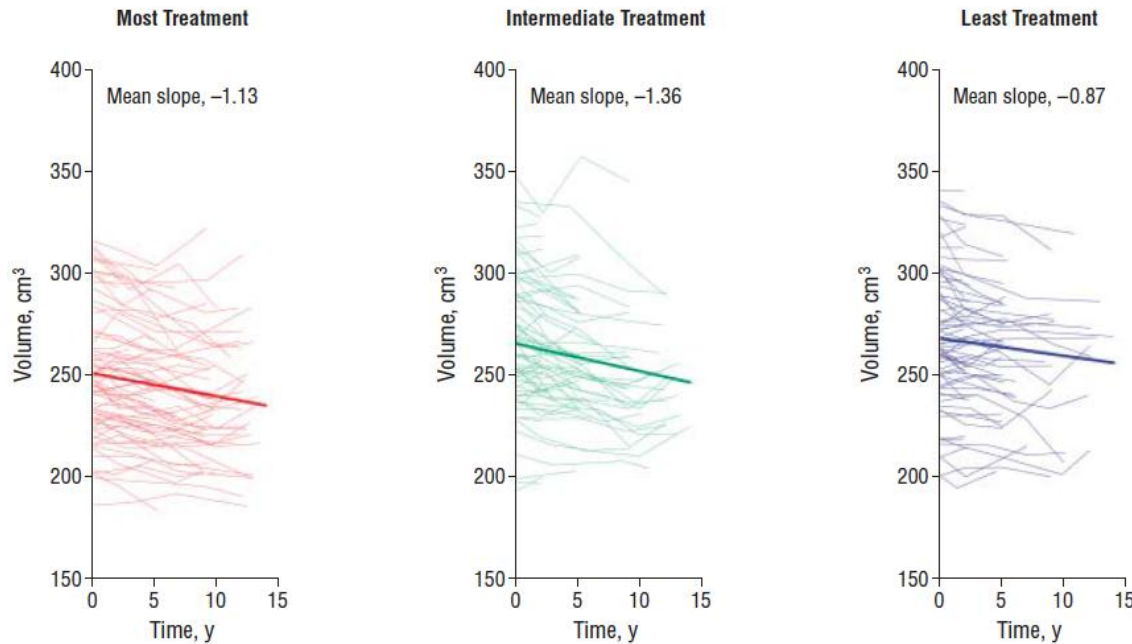 Most Treatment
Mean slope, –1.13
Volume, cm³
400
350
300
250
200
150
0 5 10 15
Time, y
Intermediate Treatment
Mean slope, –1.36
Volume, cm³
400
350
300
250
200
150
0 5 10 15
Time, y
Least Treatment
Mean slope, –0.87
Volume, cm³
400
350
300
250
200
150
0 5 10 15
Time, y